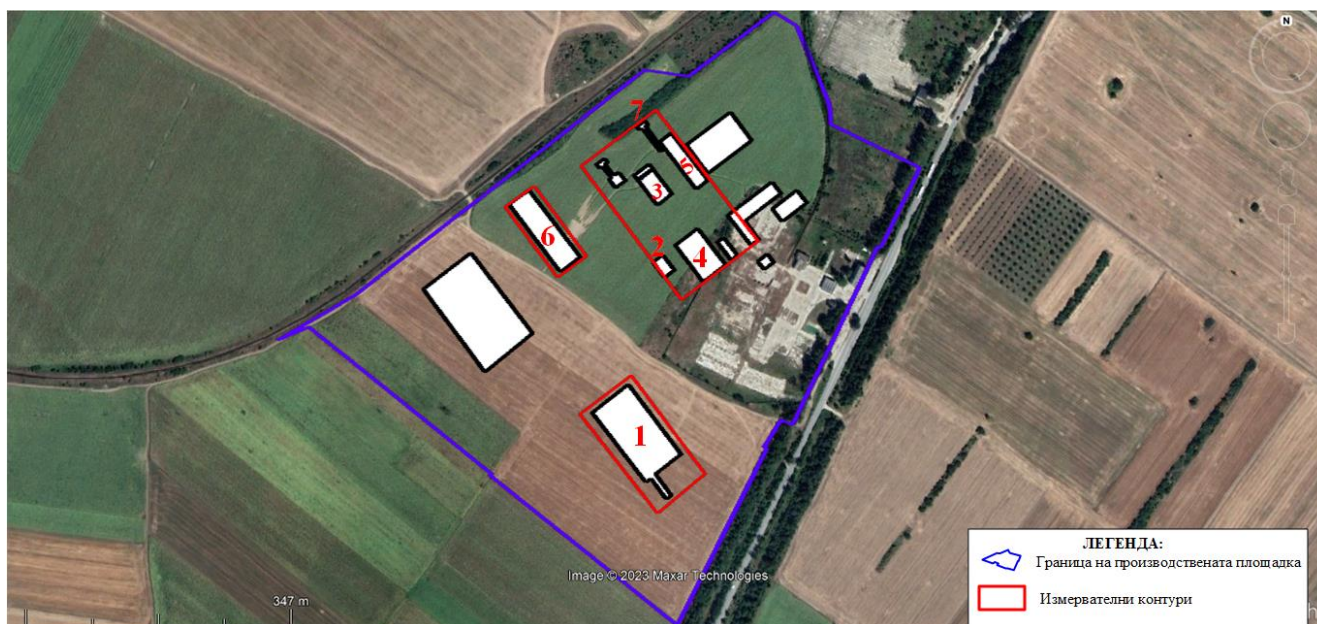 N
7
5
3
6
2
4
1
Image © 2023 Maxar Technologies
347 m
ЛЕГЕНДА:
Граница на производствената площадка
Измервателни контури